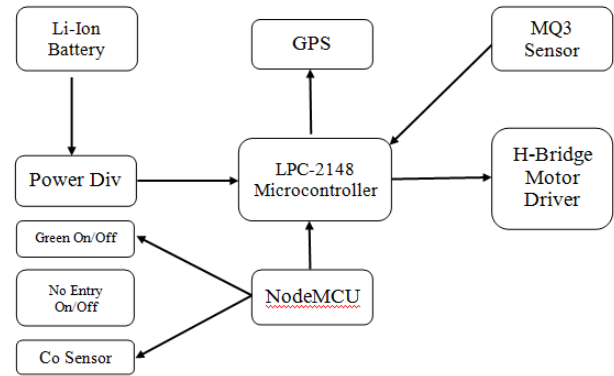 Li-Ion
Battery
GPS
MQ3
Sensor
Power Div
LPC-2148
Microcontroller
H-Bridge
Motor
Driver
Green On/Off
No Entry
On/Off
NodeMCU
Co Sensor